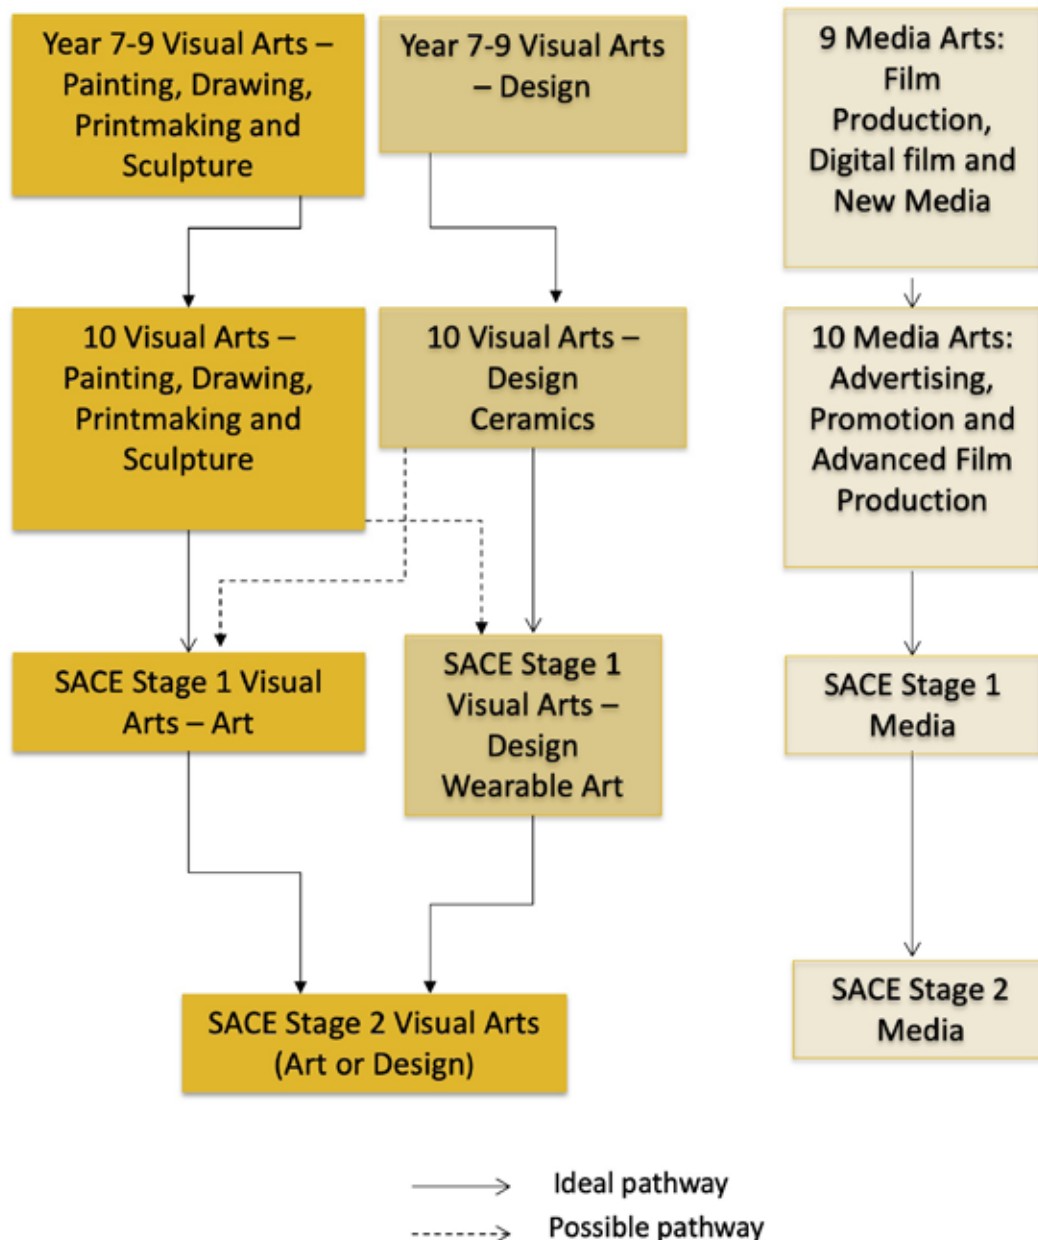 Year 7-9 Visual Arts –
Painting, Drawing,
Printmaking and
Sculpture
Year 7-9 Visual Arts
– Design
9 Media Arts:
Film
Production,
Digital film and
New Media
10 Visual Arts –
Painting, Drawing,
Printmaking and
Sculpture
10 Visual Arts –
Design
Ceramics
10 Media Arts:
Advertising,
Promotion and
Advanced Film
Production
SACE Stage 1 Visual
Arts – Art
SACE Stage 1
Visual Arts –
Design
Wearable Art
SACE Stage 1
Media
SACE Stage 2 Visual Arts
(Art or Design)
SACE Stage 2
Media
Ideal pathway
Possible pathway